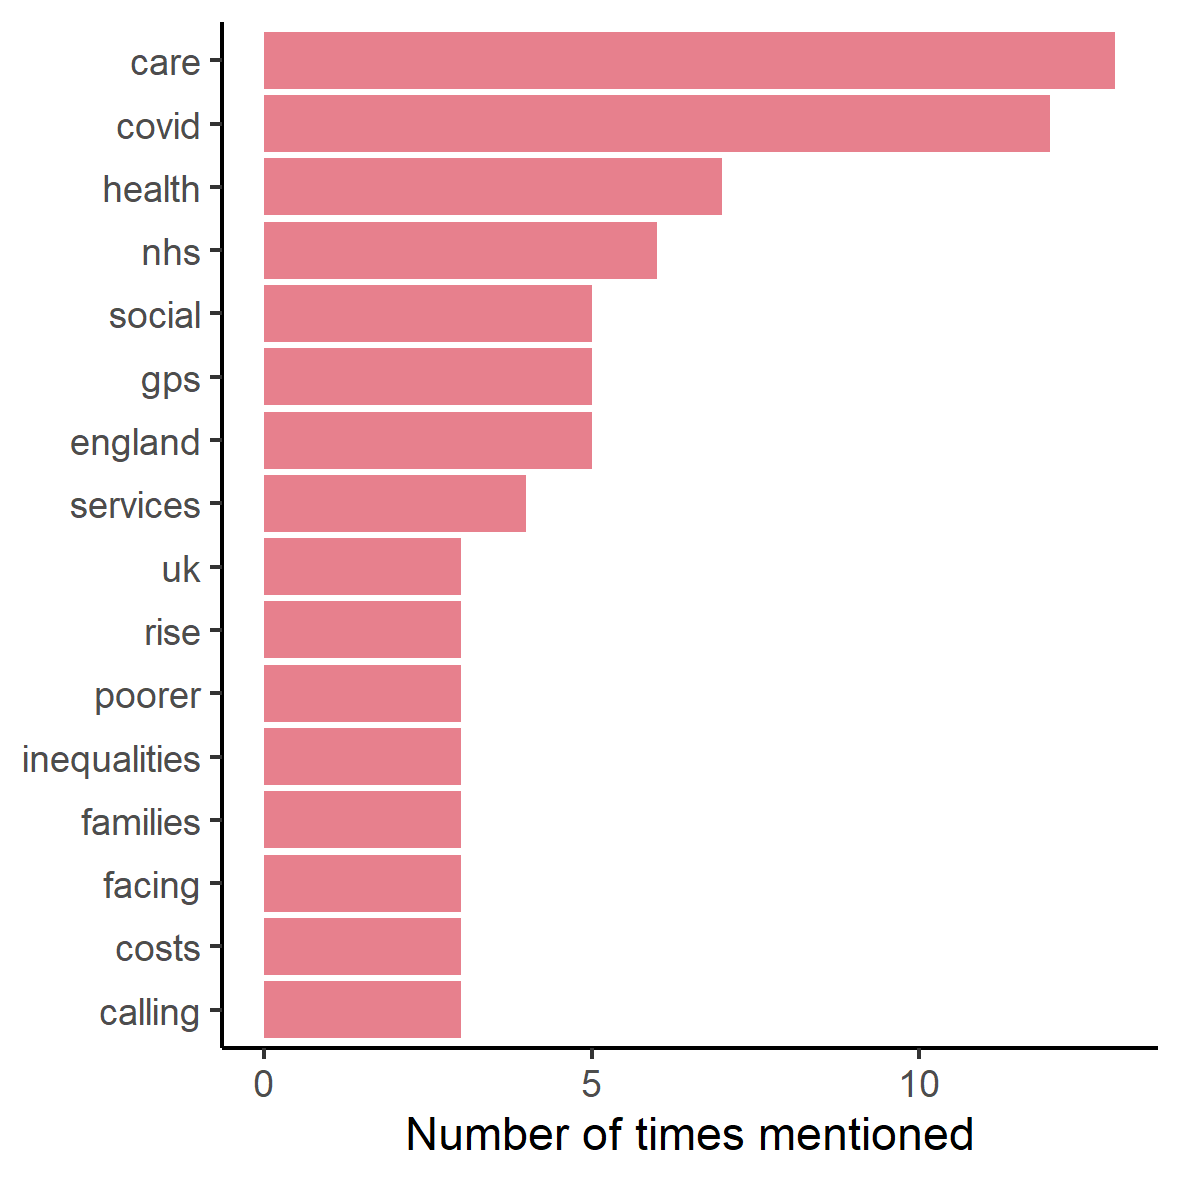 care
covid
health
nhs
social
gps
england
services
uk
rise
poorer
inequalities
families
facing
costs
calling
0 5 10
Number of times mentioned